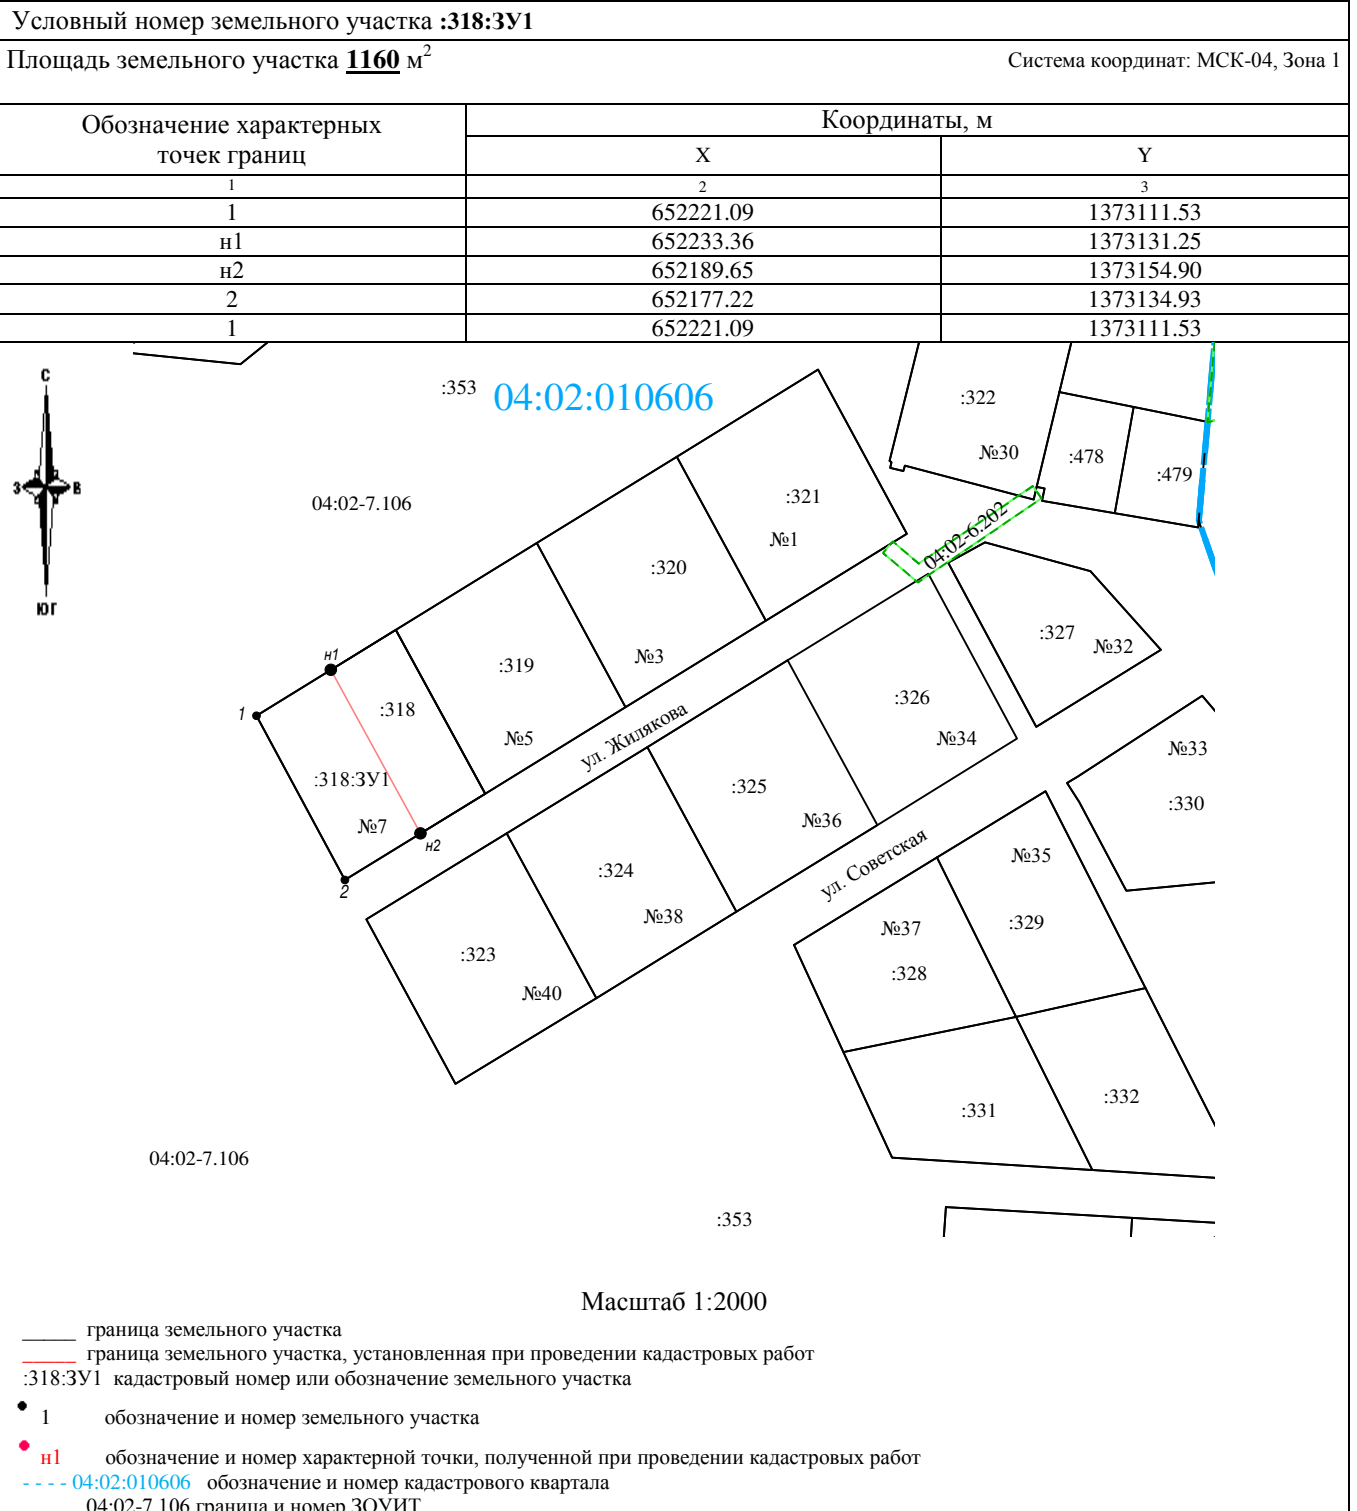 Условный номер земельного участка :318:ЗУ1
Площадь земельного участка 1160 м²
Система координат: МСК-04, Зона 1
Обозначение характерных точек границ
Координаты, м
X Y
1 2 3
1 652221.09 1373111.53
н1 652233.36 1373131.25
н2 652189.65 1373154.90
2 652177.22 1373134.93
1 652221.09 1373111.53
С
:353 04:02:010606
:322
№30
:478
:479
З В
04:02-7.106
:321
№1
04:02-6.202
ЮГ
:320
№3
:327
№32
н1
:319
№5
1
:318
:326
№34
ул. Жилякова
№33
:318:ЗУ1
№7
:325
№36
:330
н2
2
:324
№38
ул. Советская
№35
:329
№37
:328
:323
№40
:331
:332
04:02-7.106
:353
Масштаб 1:2000
_____ граница земельного участка
_____ граница земельного участка, установленная при проведении кадастровых работ
:318:ЗУ1 кадастровый номер или обозначение земельного участка
1 обозначение и номер земельного участка
н1 обозначение и номер характерной точки, полученной при проведении кадастровых работ
- - - - 04:02:010606 обозначение и номер кадастрового квартала
04:02-7.106 граница и номер ЗОУИТ